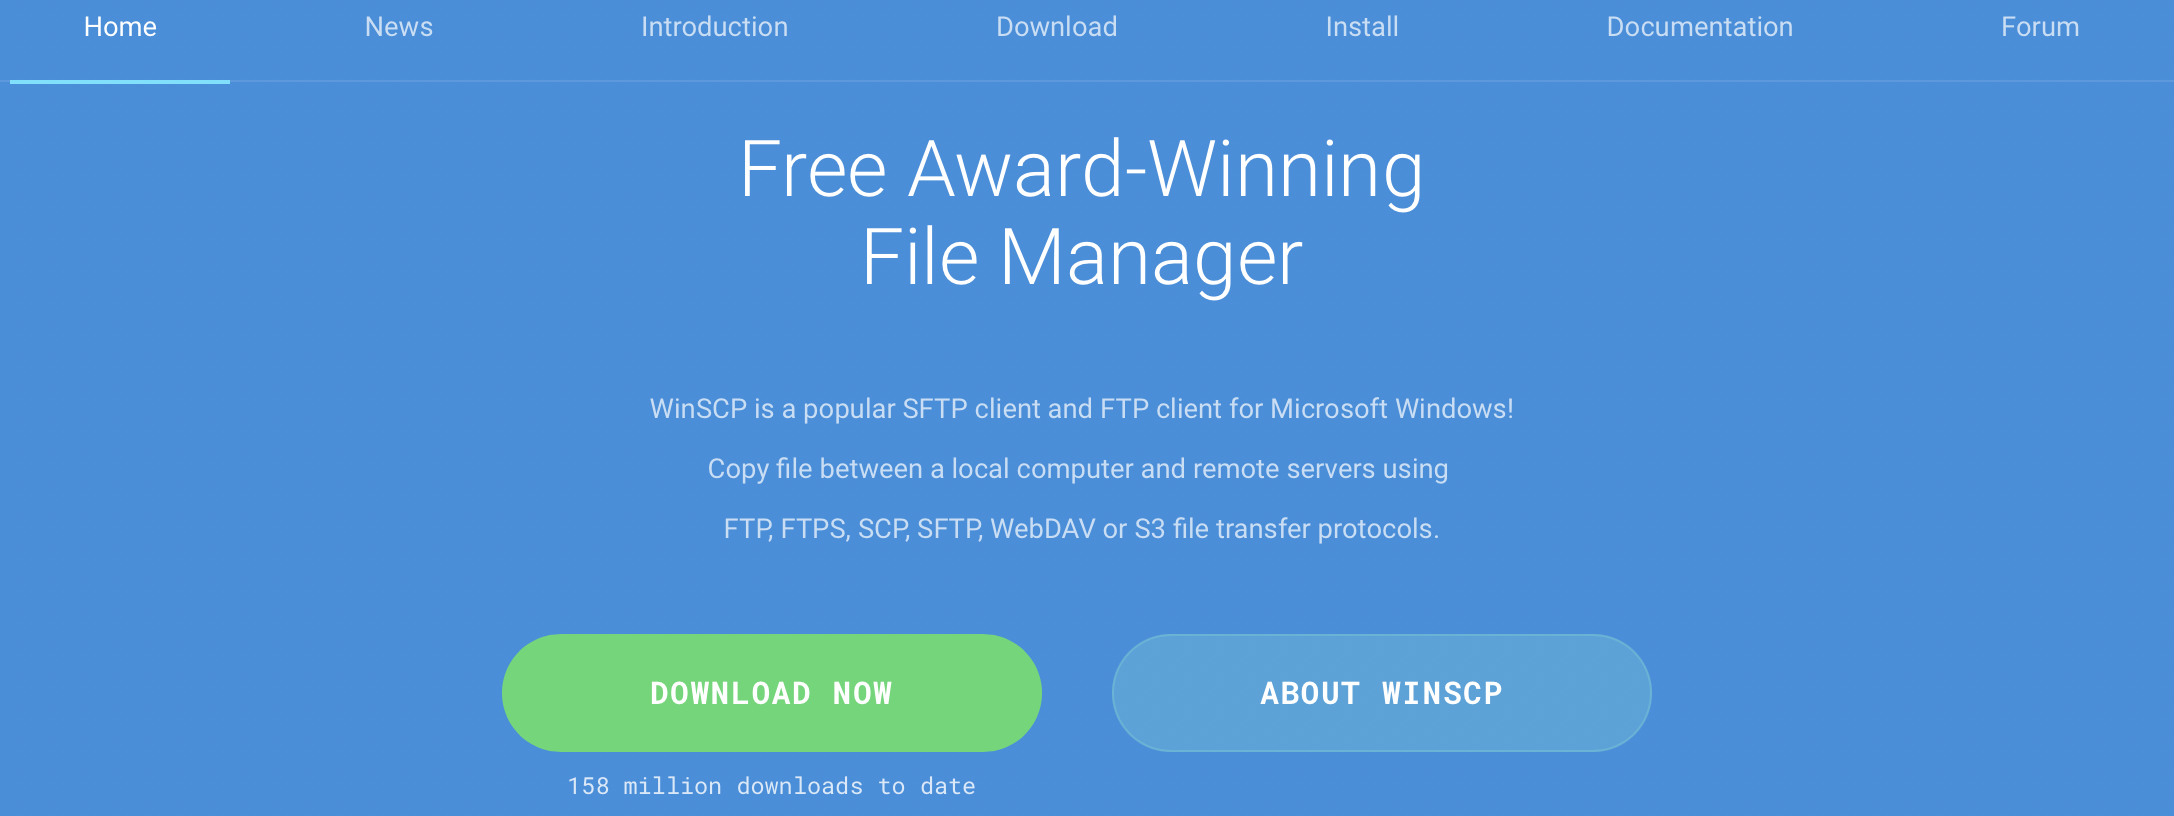 Home News Introduction Download Install Documentation Forum
Free Award-Winning
File Manager
WinSCP is a popular SFTP client and FTP client for Microsoft Windows!
Copy file between a local computer and remote servers using
FTP, FTPS, SCP, SFTP, WebDAV or S3 file transfer protocols.
DOWNLOAD NOW ABOUT WINSCP
158 million downloads to date